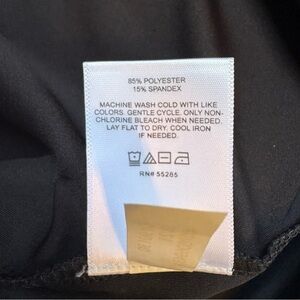 85% POLYESTER
15% SPANDEX
MACHINE WASH COLD WITH LIKE
COLORS. GENTLE CYCLE. ONLY NON-
CHLORINE BLEACH WHEN NEEDED.
LAY FLAT TO DRY. COOL IRON
IF NEEDED.
RN# 55285